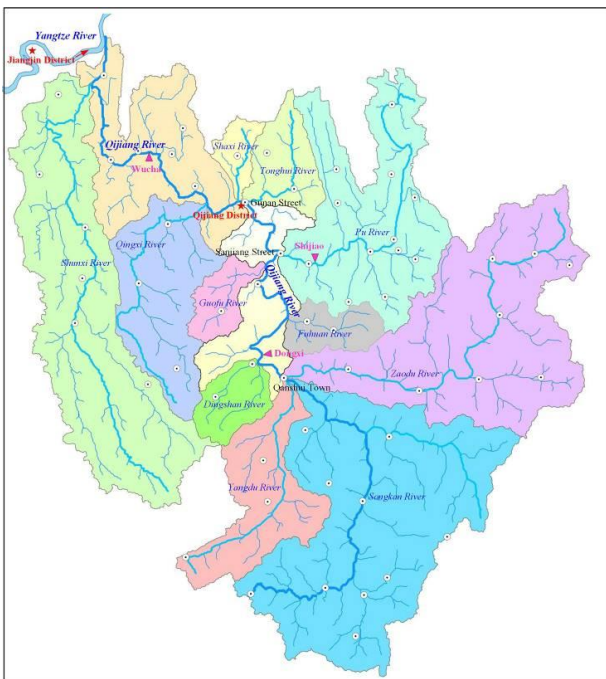 Yangtze River
Jiangjin District
Qijiang River
Wucha
Shaxi River
Tonghui River
Gunan Street
Qijiang District
Qingxi River
Sanjiang Street
Shijiao
Pu River
Sunxi River
Qijiang River
Guofu River
Fuhuan River
Dongxi
Zaodu River
Ganshui Town
Dingshan River
Yangdu River
Songkan River